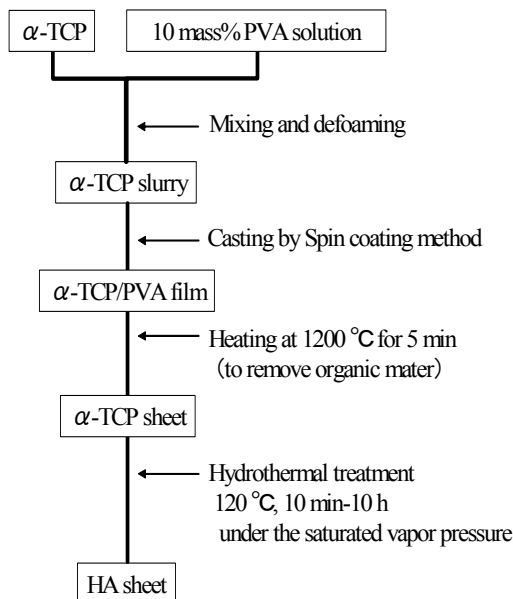 α-TCP
10 mass% PVA solution
Mixing and defoaming
α-TCP slurry
Casting by Spin coating method
α-TCP/PVA film
Heating at 1200 ℃ for 5 min
(to remove organic mater)
α-TCP sheet
Hydrothermal treatment
120 ℃, 10 min-10 h
under the saturated vapor pressure
HA sheet